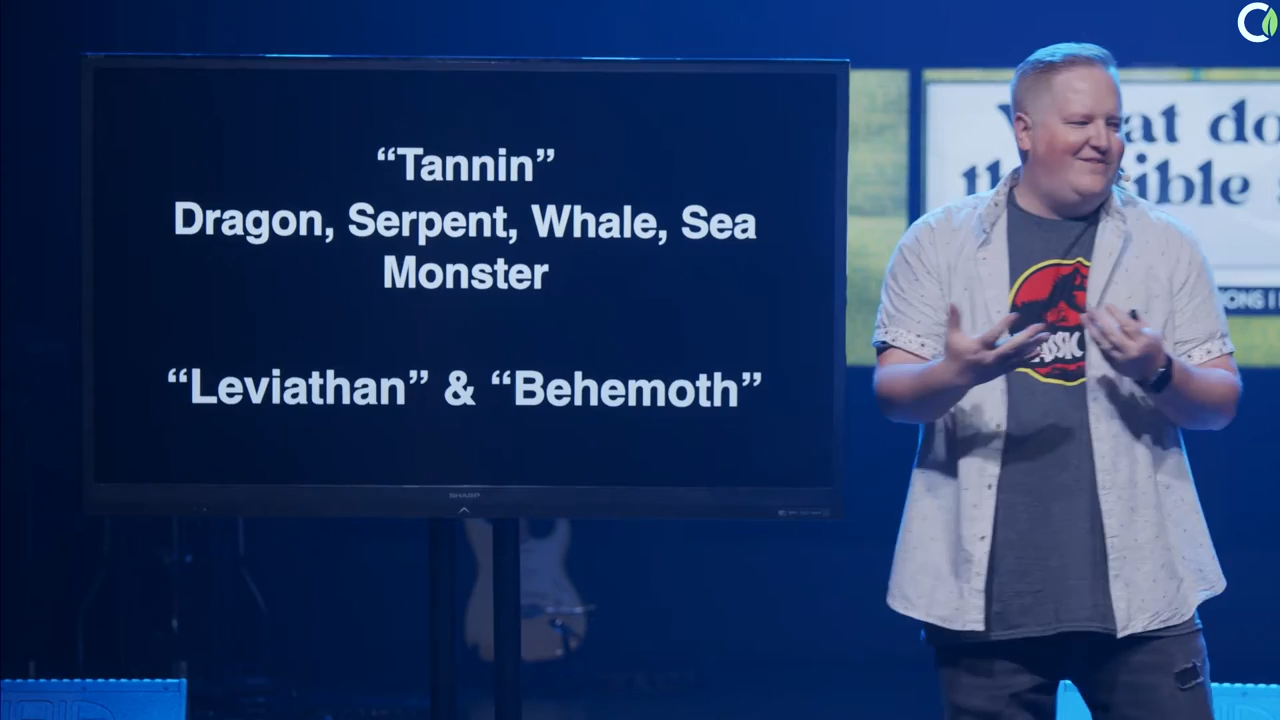 “Tannin”
Dragon, Serpent, Whale, Sea
Monster
“Leviathan” & “Behemoth”
SHARP